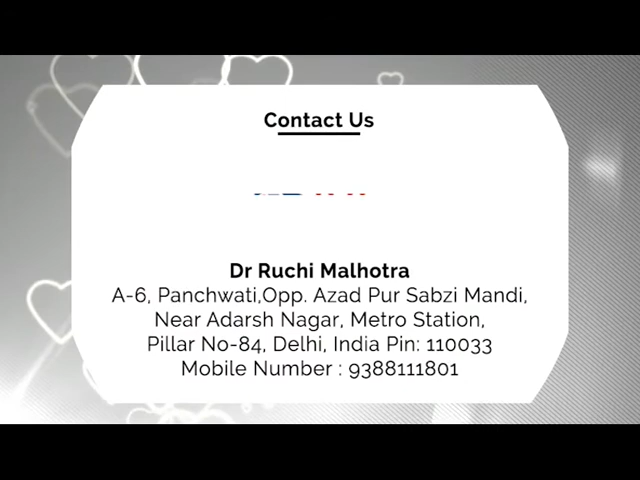 Contact Us
Dr Ruchi Malhotra
A-6, Panchwati,Opp. Azad Pur Sabzi Mandi,
Near Adarsh Nagar, Metro Station,
Pillar No-84, Delhi, India Pin: 110033
Mobile Number : 9388111801